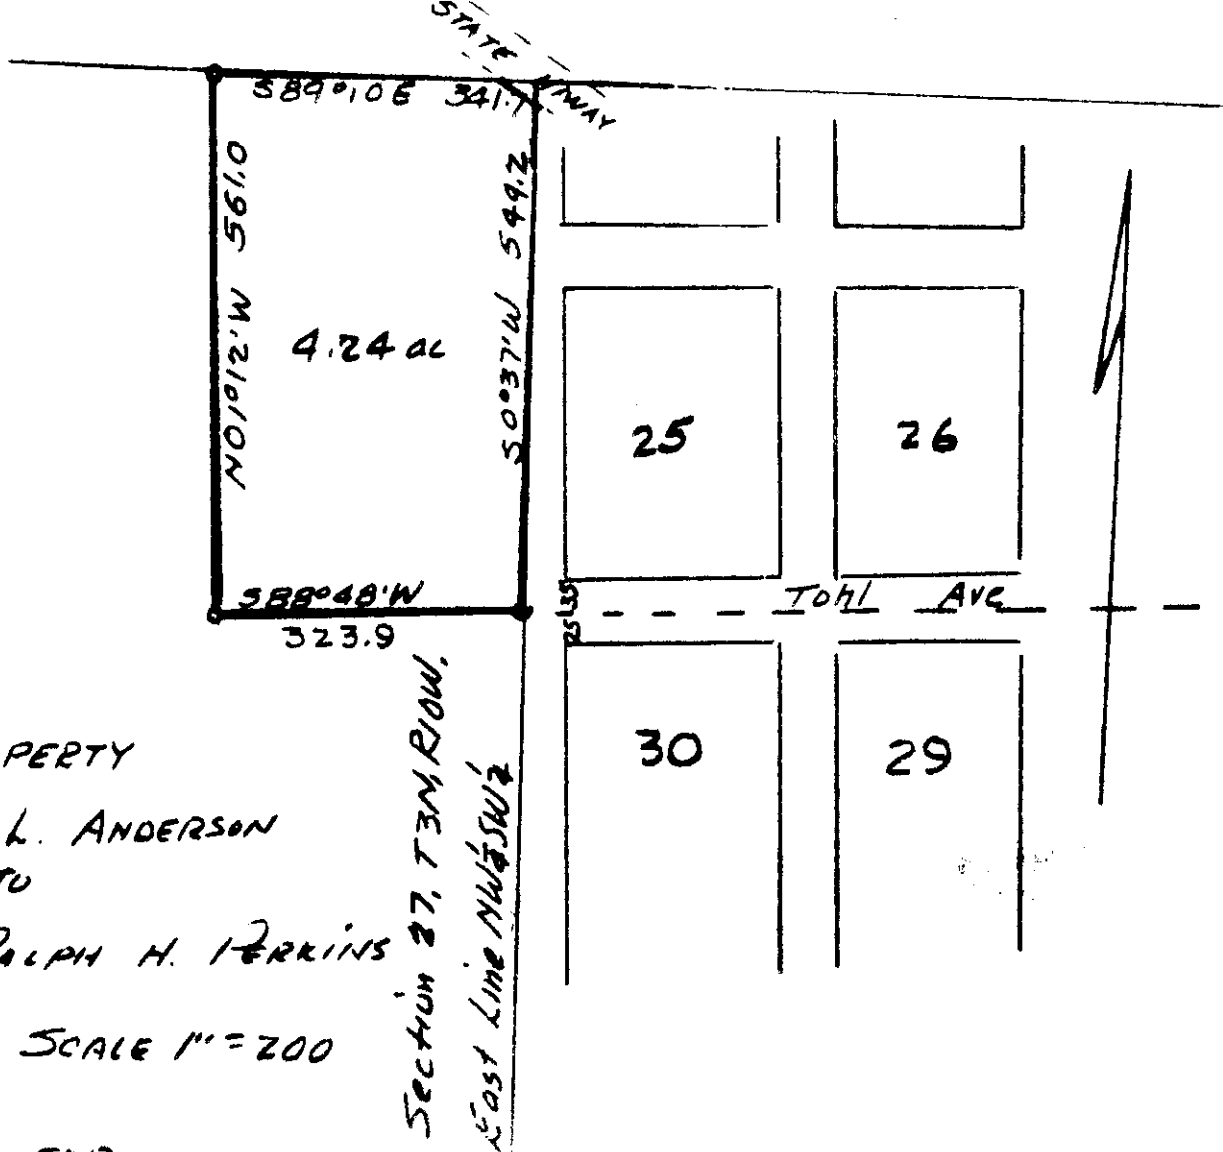 STATE
WAY
S89°10E 341.7
N01°12'W 561.0
S0°37'W 549.2
4.24 ac
25
26
S88°48'W
323.9
Tohl Ave
30
29
Section 27, T3N, R10W.
East Line NW¼SW¼
PERTY
L. ANDERSON
TO
RALPH H. PERKINS
SCALE 1"=200